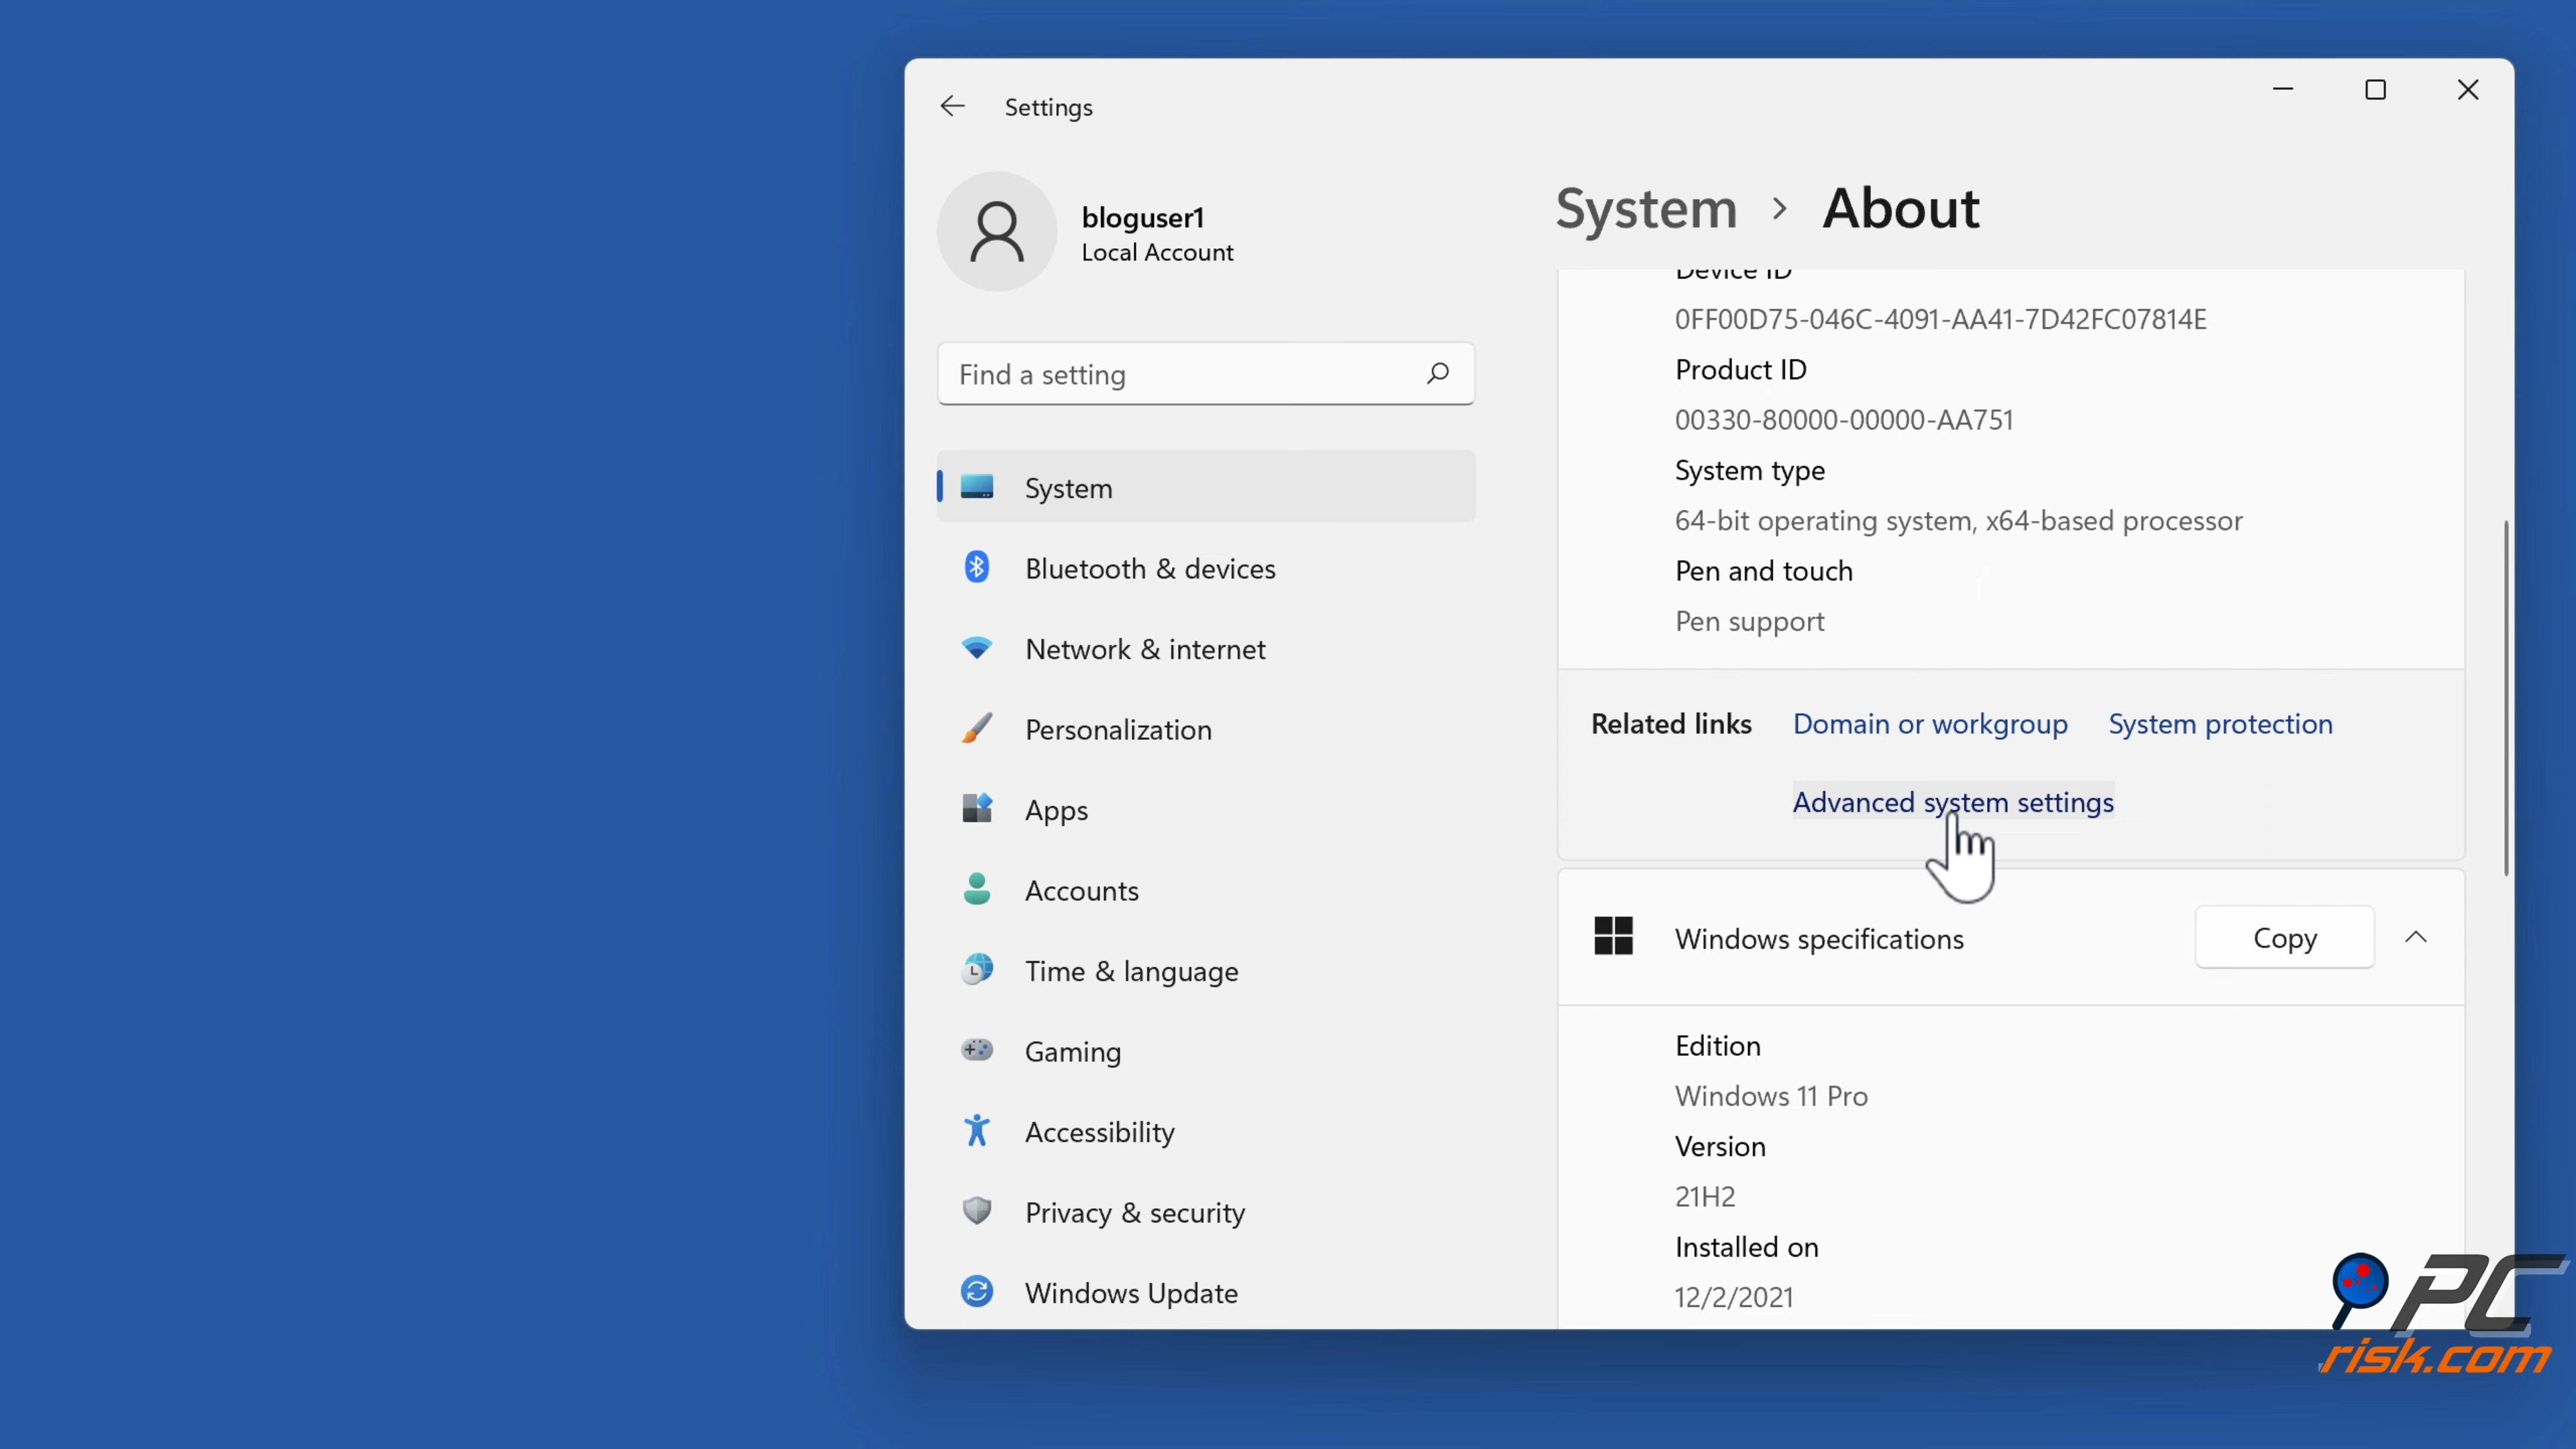 Settings
bloguser1
Local Account
Find a setting
System
Bluetooth & devices
Network & internet
Personalization
Apps
Accounts
Time & language
Gaming
Accessibility
Privacy & security
Windows Update
System > About
Device ID
0FF00D75-046C-4091-AA41-7D42FC07814E
Product ID
00330-80000-00000-AA751
System type
64-bit operating system, x64-based processor
Pen and touch
Pen support
Related links Domain or workgroup System protection
Advanced system settings
Windows specifications Copy
Edition
Windows 11 Pro
Version
21H2
Installed on
12/2/2021
PC
risk.com